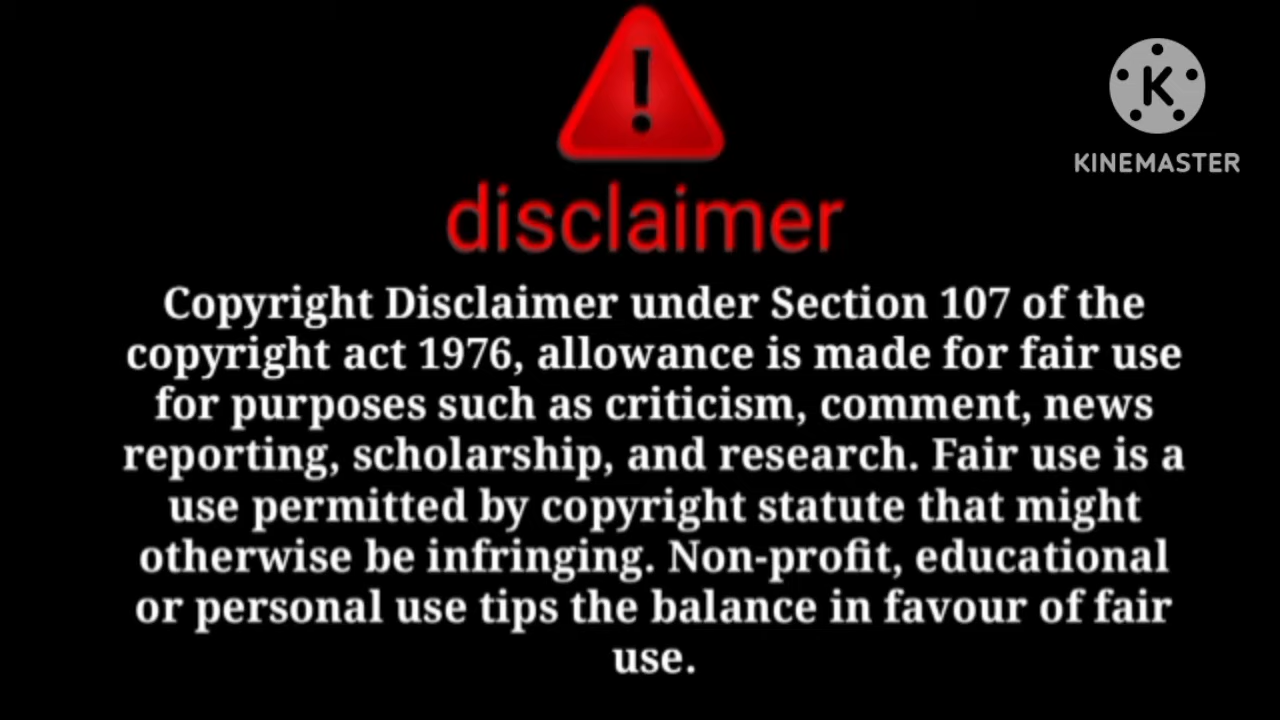 !
K
KINEMASTER
disclaimer
Copyright Disclaimer under Section 107 of the
copyright act 1976, allowance is made for fair use
for purposes such as criticism, comment, news
reporting, scholarship, and research. Fair use is a
use permitted by copyright statute that might
otherwise be infringing. Non-profit, educational
or personal use tips the balance in favour of fair
use.